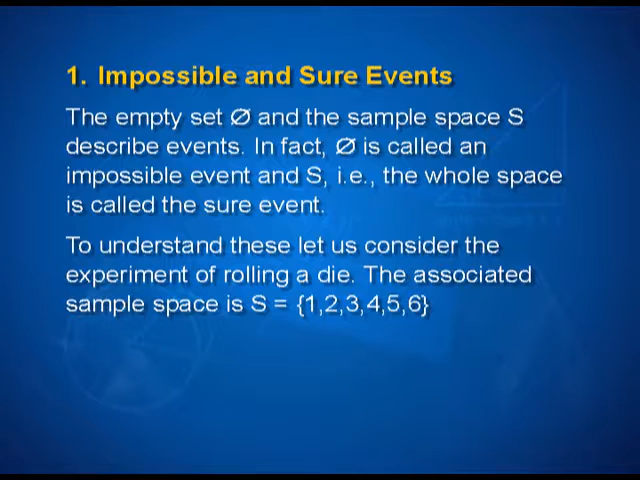 1. Impossible and Sure Events
The empty set ∅ and the sample space S
describe events. In fact, ∅ is called an
impossible event and S, i.e., the whole space
is called the sure event.
To understand these let us consider the
experiment of rolling a die. The associated
sample space is S = {1,2,3,4,5,6}